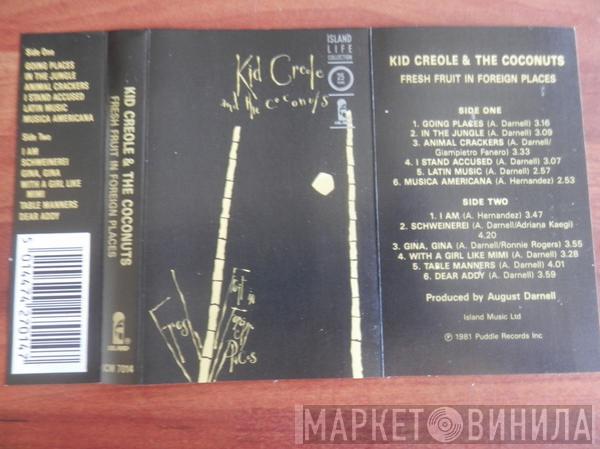 Side One
GOING PLACES
IN THE JUNGLE
ANIMAL CRACKERS
I STAND ACCUSED
LATIN MUSIC
MUSICA AMERICANA
Side Two
I AM
SCHWEINEREI
GINA, GINA
WITH A GIRL LIKE
MIMI
TABLE MANNERS
DEAR ADDY
5 014474 270147
KID CREOLE & THE COCONUTS
FRESH FRUIT IN FOREIGN PLACES
ISLAND
ICM 7014
Kid Creole
and the coconuts
ISLAND
LIFE
COLLECTION
25
Fresh
Fruit in
Foreign
Places
KID CREOLE & THE COCONUTS
FRESH FRUIT IN FOREIGN PLACES
SIDE ONE
1. GOING PLACES (A. Darnell) 3.16
2. IN THE JUNGLE (A. Darnell) 3.09
3. ANIMAL CRACKERS (A. Darnell/
Giampietro Fanero) 3.33
4. I STAND ACCUSED (A. Darnell) 3.07
5. LATIN MUSIC (A. Darnell) 2.57
6. MUSICA AMERICANA (A. Hernandez) 2.53
SIDE TWO
1. I AM (A. Hernandez) 3.47
2. SCHWEINEREI (A. Darnell/Adriana Kaegi)
4.20
3. GINA, GINA (A. Darnell/Ronnie Rogers) 3.55
4. WITH A GIRL LIKE MIMI (A. Darnell) 3.28
5. TABLE MANNERS (A. Darnell) 4.01
6. DEAR ADDY (A. Darnell) 3.59
Produced by August Darnell
Island Music Ltd
℗ 1981 Puddle Records Inc
МАРКЕТ ВИНИЛА